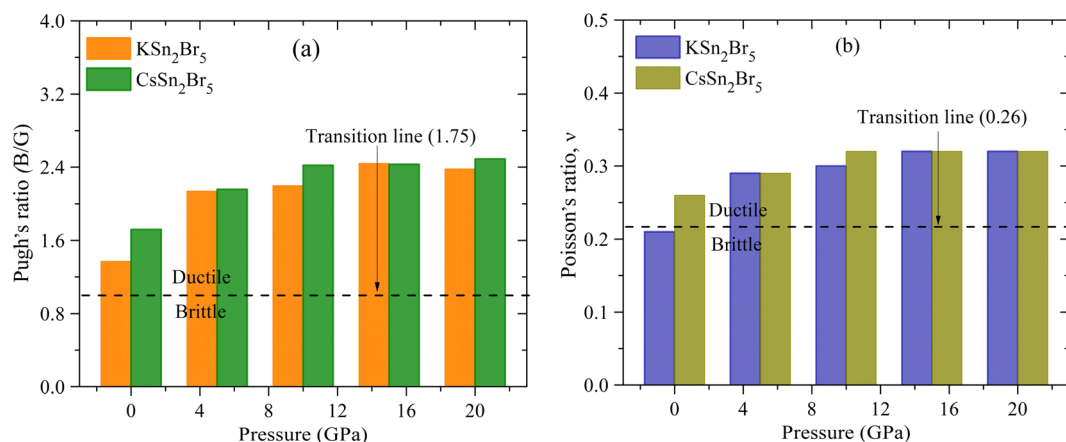 (a)
KSn₂Br₅
CsSn₂Br₅
Transition line (1.75)
Ductile
Brittle
4.0
3.2
2.4
1.6
0.8
0.0
Pugh's ratio (B/G)
0 4 8 12 16 20
Pressure (GPa)
(b)
KSn₂Br₅
CsSn₂Br₅
Transition line (0.26)
Ductile
Brittle
0.5
0.4
0.3
0.2
0.1
0.0
Poisson's ratio, ν
0 4 8 12 16 20
Pressure (GPa)